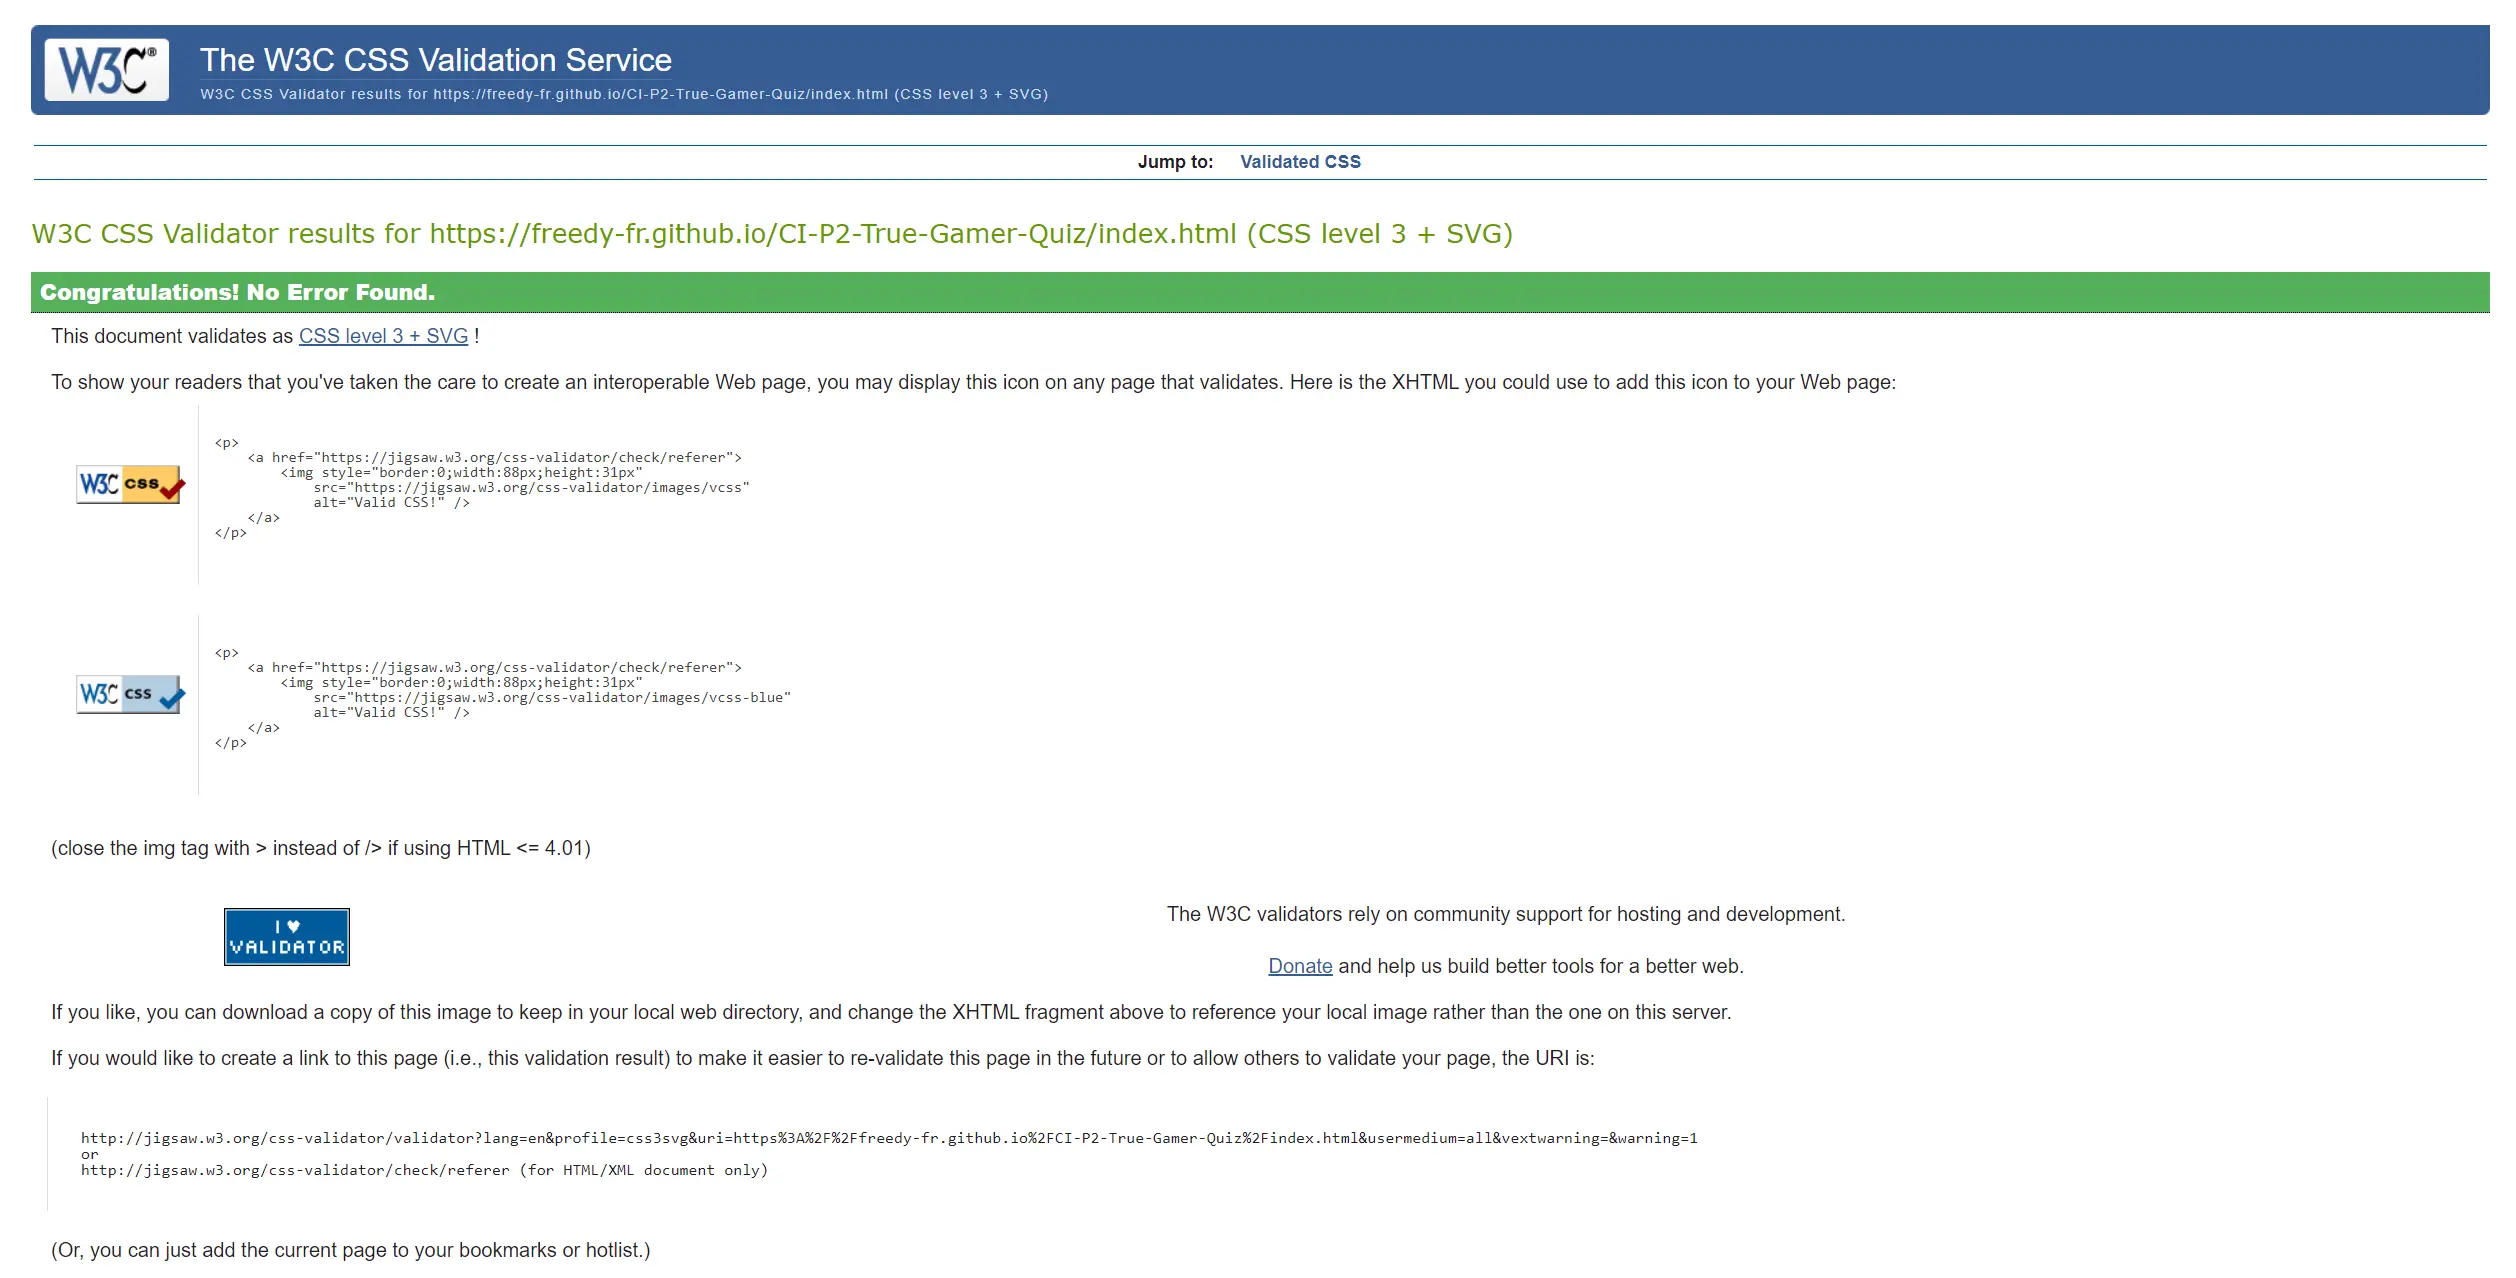 W3C®
The W3C CSS Validation Service
W3C CSS Validator results for https://freedy-fr.github.io/CI-P2-True-Gamer-Quiz/index.html (CSS level 3 + SVG)
Jump to: Validated CSS
W3C CSS Validator results for https://freedy-fr.github.io/CI-P2-True-Gamer-Quiz/index.html (CSS level 3 + SVG)
Congratulations! No Error Found.
This document validates as CSS level 3 + SVG !
To show your readers that you've taken the care to create an interoperable Web page, you may display this icon on any page that validates. Here is the XHTML you could use to add this icon to your Web page:
W3C css
<p>
<a href="https://jigsaw.w3.org/css-validator/check/referer">
<img style="border:0;width:88px;height:31px"
src="https://jigsaw.w3.org/css-validator/images/vcss"
alt="Valid CSS!" />
</a>
</p>
W3C css
<p>
<a href="https://jigsaw.w3.org/css-validator/check/referer">
<img style="border:0;width:88px;height:31px"
src="https://jigsaw.w3.org/css-validator/images/vcss-blue"
alt="Valid CSS!" />
</a>
</p>
(close the img tag with > instead of /> if using HTML <= 4.01)
I ♥
VALIDATOR
The W3C validators rely on community support for hosting and development.
Donate and help us build better tools for a better web.
If you like, you can download a copy of this image to keep in your local web directory, and change the XHTML fragment above to reference your local image rather than the one on this server.
If you would like to create a link to this page (i.e., this validation result) to make it easier to re-validate this page in the future or to allow others to validate your page, the URI is:
http://jigsaw.w3.org/css-validator/validator?lang=en&profile=css3svg&uri=https%3A%2F%2Ffreedy-fr.github.io%2FCI-P2-True-Gamer-Quiz%2Findex.html&usermedium=all&vextwarning=&warning=1
or
http://jigsaw.w3.org/css-validator/check/referer (for HTML/XML document only)
(Or, you can just add the current page to your bookmarks or hotlist.)